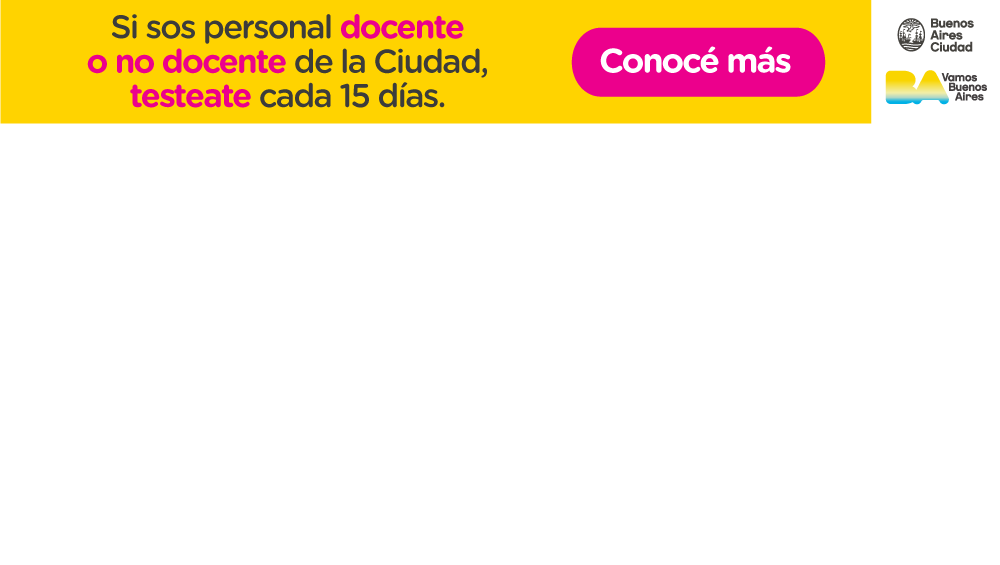 Si sos personal docente
o no docente de la Ciudad,
testeate cada 15 días.
Conocé más
Buenos
Aires
Ciudad
BA
Vamos
Buenos
Aires